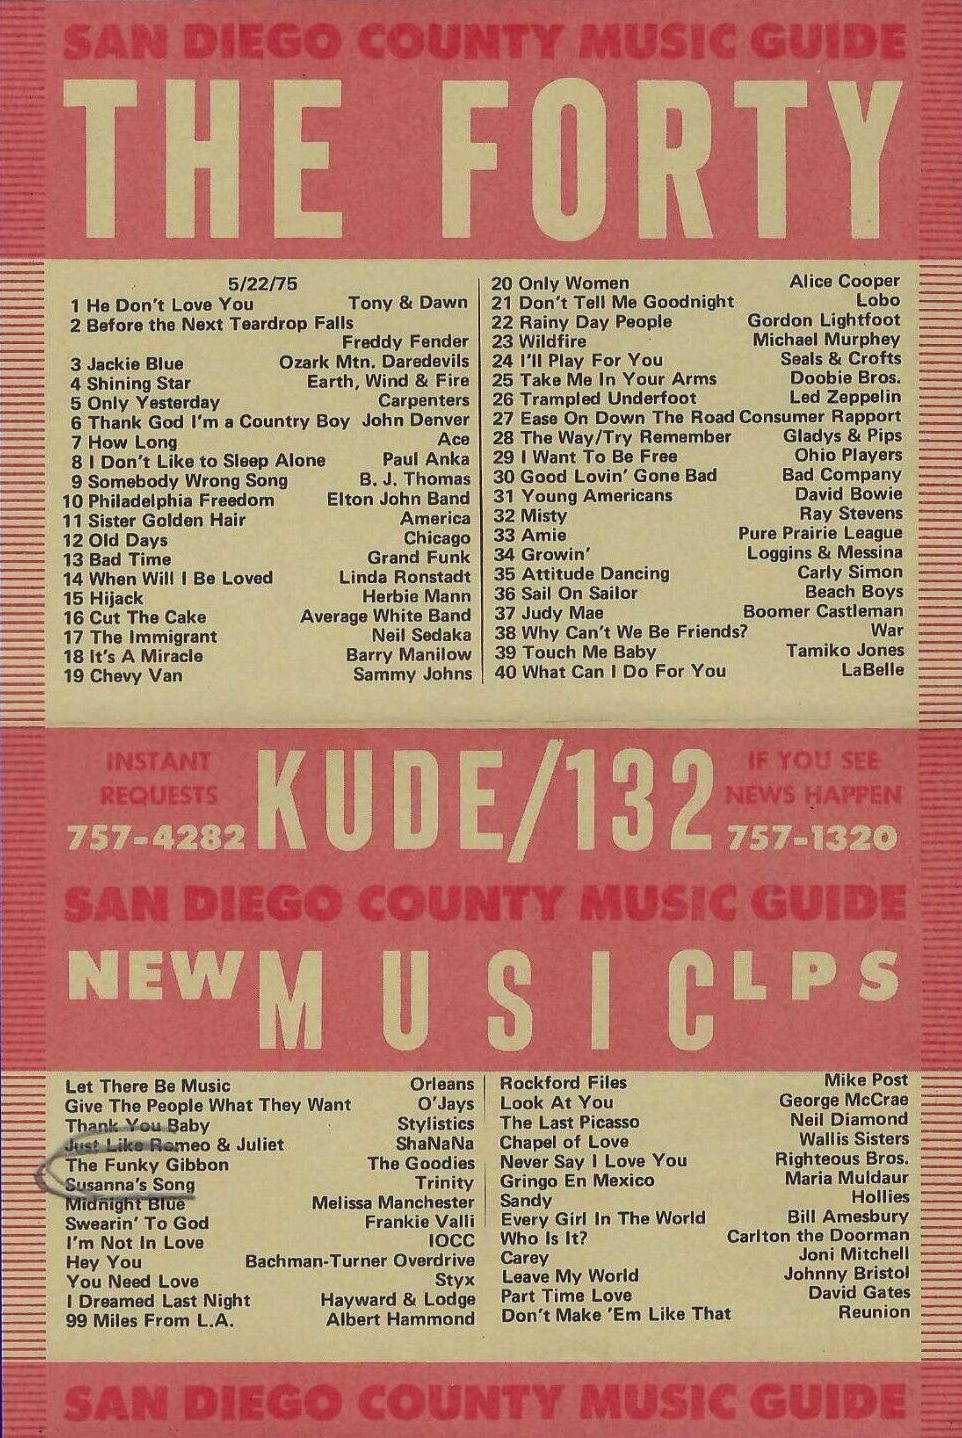 SAN DIEGO COUNTY MUSIC GUIDE
THE FORTY
5/22/75
1 He Don't Love You Tony & Dawn
2 Before the Next Teardrop Falls
Freddy Fender
3 Jackie Blue Ozark Mtn. Daredevils
4 Shining Star Earth, Wind & Fire
5 Only Yesterday Carpenters
6 Thank God I'm a Country Boy John Denver
7 How Long Ace
8 I Don't Like to Sleep Alone Paul Anka
9 Somebody Wrong Song B. J. Thomas
10 Philadelphia Freedom Elton John Band
11 Sister Golden Hair America
12 Old Days Chicago
13 Bad Time Grand Funk
14 When Will I Be Loved Linda Ronstadt
15 Hijack Herbie Mann
16 Cut The Cake Average White Band
17 The Immigrant Neil Sedaka
18 It's A Miracle Barry Manilow
19 Chevy Van Sammy Johns
20 Only Women Alice Cooper
21 Don't Tell Me Goodnight Lobo
22 Rainy Day People Gordon Lightfoot
23 Wildfire Michael Murphey
24 I'll Play For You Seals & Crofts
25 Take Me In Your Arms Doobie Bros.
26 Trampled Underfoot Led Zeppelin
27 Ease On Down The Road Consumer Rapport
28 The Way/Try Remember Gladys & Pips
29 I Want To Be Free Ohio Players
30 Good Lovin' Gone Bad Bad Company
31 Young Americans David Bowie
32 Misty Ray Stevens
33 Amie Pure Prairie League
34 Growin' Loggins & Messina
35 Attitude Dancing Carly Simon
36 Sail On Sailor Beach Boys
37 Judy Mae Boomer Castleman
38 Why Can't We Be Friends? War
39 Touch Me Baby Tamiko Jones
40 What Can I Do For You LaBelle
INSTANT
REQUESTS
757-4282
KUDE/132
IF YOU SEE
NEWS HAPPEN
757-1320
SAN DIEGO COUNTY MUSIC GUIDE
NEW MUSIC LPS
Let There Be Music Orleans
Give The People What They Want O'Jays
Thank You Baby Stylistics
Just Like Romeo & Juliet ShaNaNa
The Funky Gibbon The Goodies
Susanna's Song Trinity
Midnight Blue Melissa Manchester
Swearin' To God Frankie Valli
I'm Not In Love IOCC
Hey You Bachman-Turner Overdrive
You Need Love Styx
I Dreamed Last Night Hayward & Lodge
99 Miles From L.A. Albert Hammond
Rockford Files Mike Post
Look At You George McCrae
The Last Picasso Neil Diamond
Chapel of Love Wallis Sisters
Never Say I Love You Righteous Bros.
Gringo En Mexico Maria Muldaur
Sandy Hollies
Every Girl In The World Bill Amesbury
Who Is It? Carlton the Doorman
Carey Joni Mitchell
Leave My World Johnny Bristol
Part Time Love David Gates
Don't Make 'Em Like That Reunion
SAN DIEGO COUNTY MUSIC GUIDE